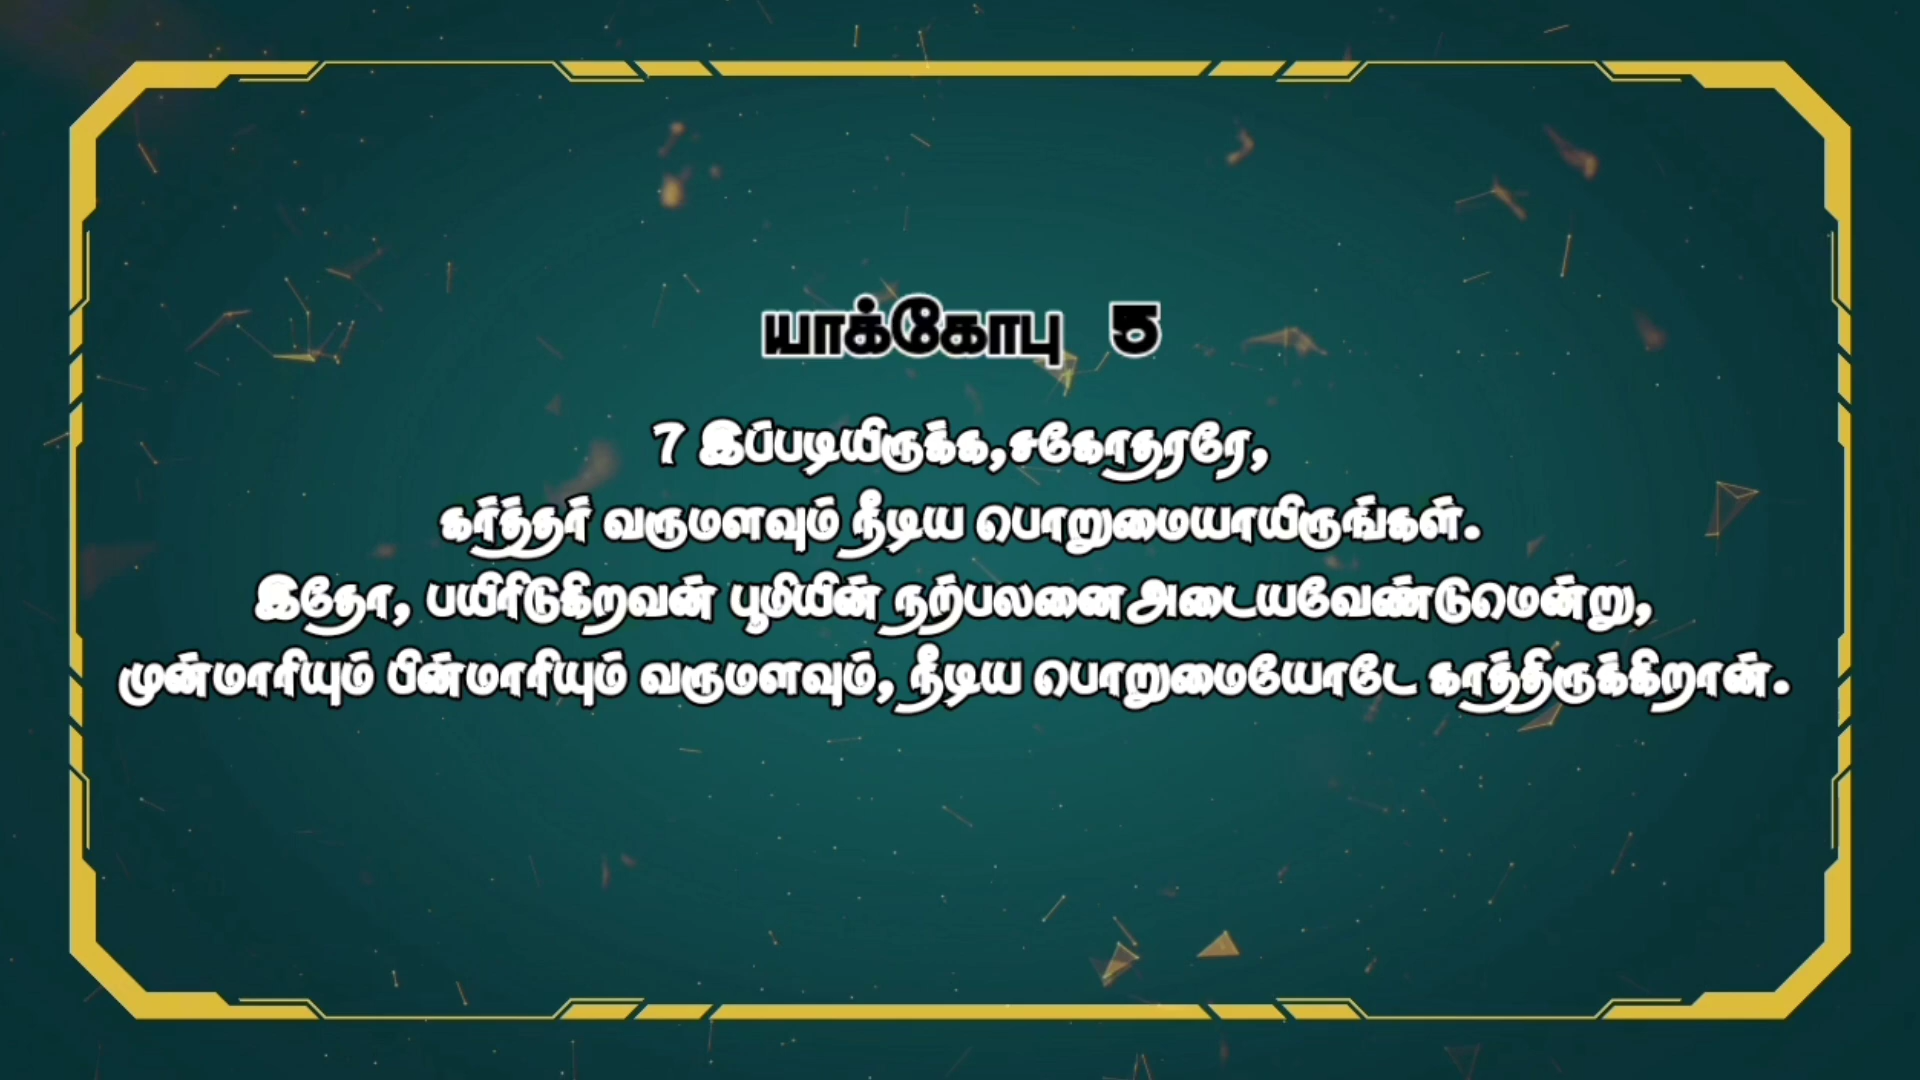 யாக்கோபு 5
7 இப்படியிருக்க,சகோதரரே,
கர்த்தர் வருமளவும் நீடிய பொறுமையாயிருங்கள்.
இதோ, பயிரிடுகிறவன் பூமியின் நற்பலனைஅடையவேண்டுமென்று,
முன்மாரியும் பின்மாரியும் வருமளவும், நீடிய பொறுமையோடே காத்திருக்கிறான்.